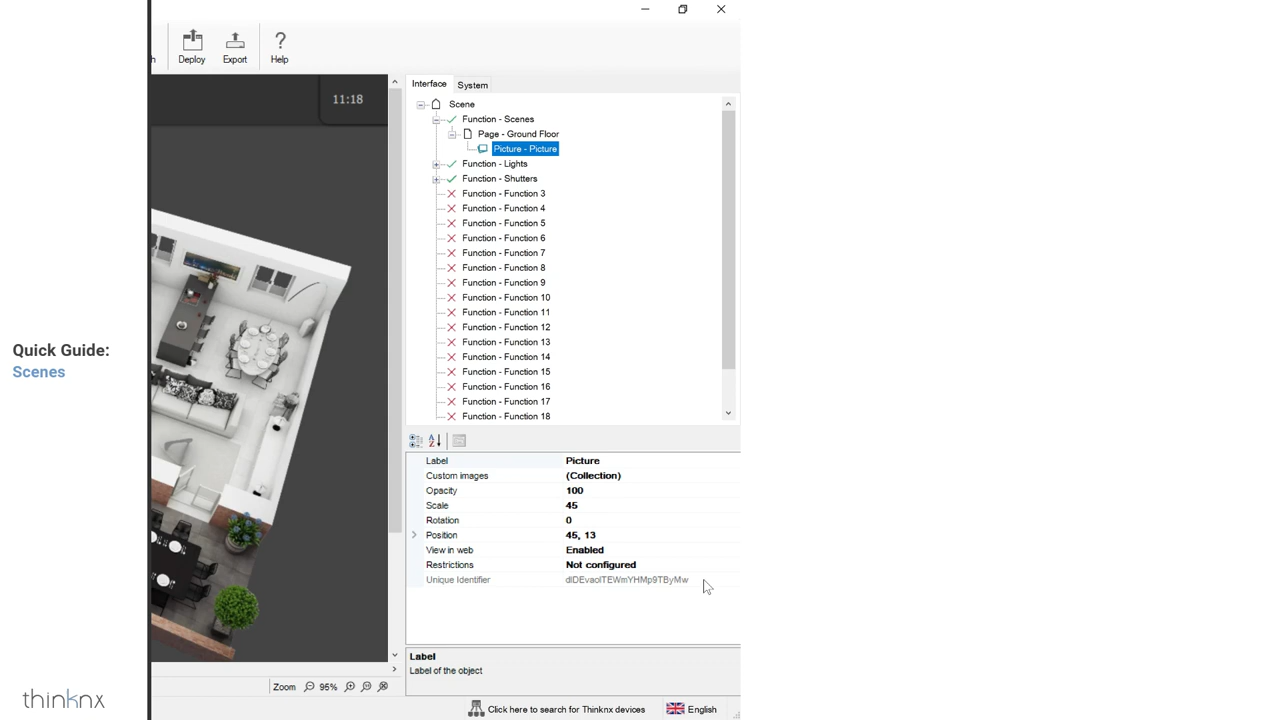 Deploy
Export
Help
Interface
System
11:18
Scene
Function - Scenes
Page - Ground Floor
Picture - Picture
Function - Lights
Function - Shutters
Function - Function 3
Function - Function 4
Function - Function 5
Function - Function 6
Function - Function 7
Function - Function 8
Function - Function 9
Function - Function 10
Function - Function 11
Function - Function 12
Function - Function 13
Function - Function 14
Function - Function 15
Function - Function 16
Function - Function 17
Function - Function 18
Quick Guide:
Scenes
Label Picture
Custom images (Collection)
Opacity 100
Scale 45
Rotation 0
Position 45, 13
View in web Enabled
Restrictions Not configured
Unique Identifier
Label
Label of the object
Zoom 95%
thinknx
Click here to search for Thinknx devices
English